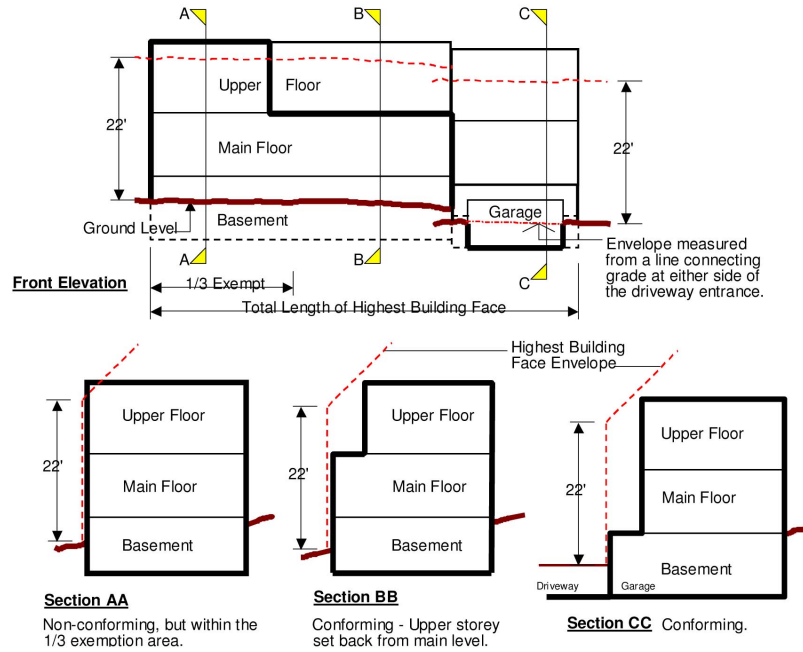 A B C
Upper Floor
22'
Main Floor
22'
Garage
Ground Level
Basement
A B C
Envelope measured
from a line connecting
grade at either side of
the driveway entrance.
Front Elevation
1/3 Exempt
Total Length of Highest Building Face
Highest Building
Face Envelope
Upper Floor
22'
Main Floor
Basement
Section AA
Non-conforming, but within the
1/3 exemption area.
Upper Floor
22'
Main Floor
Basement
Section BB
Conforming - Upper storey
set back from main level.
Upper Floor
22'
Main Floor
Basement
Driveway Garage
Section CC Conforming.